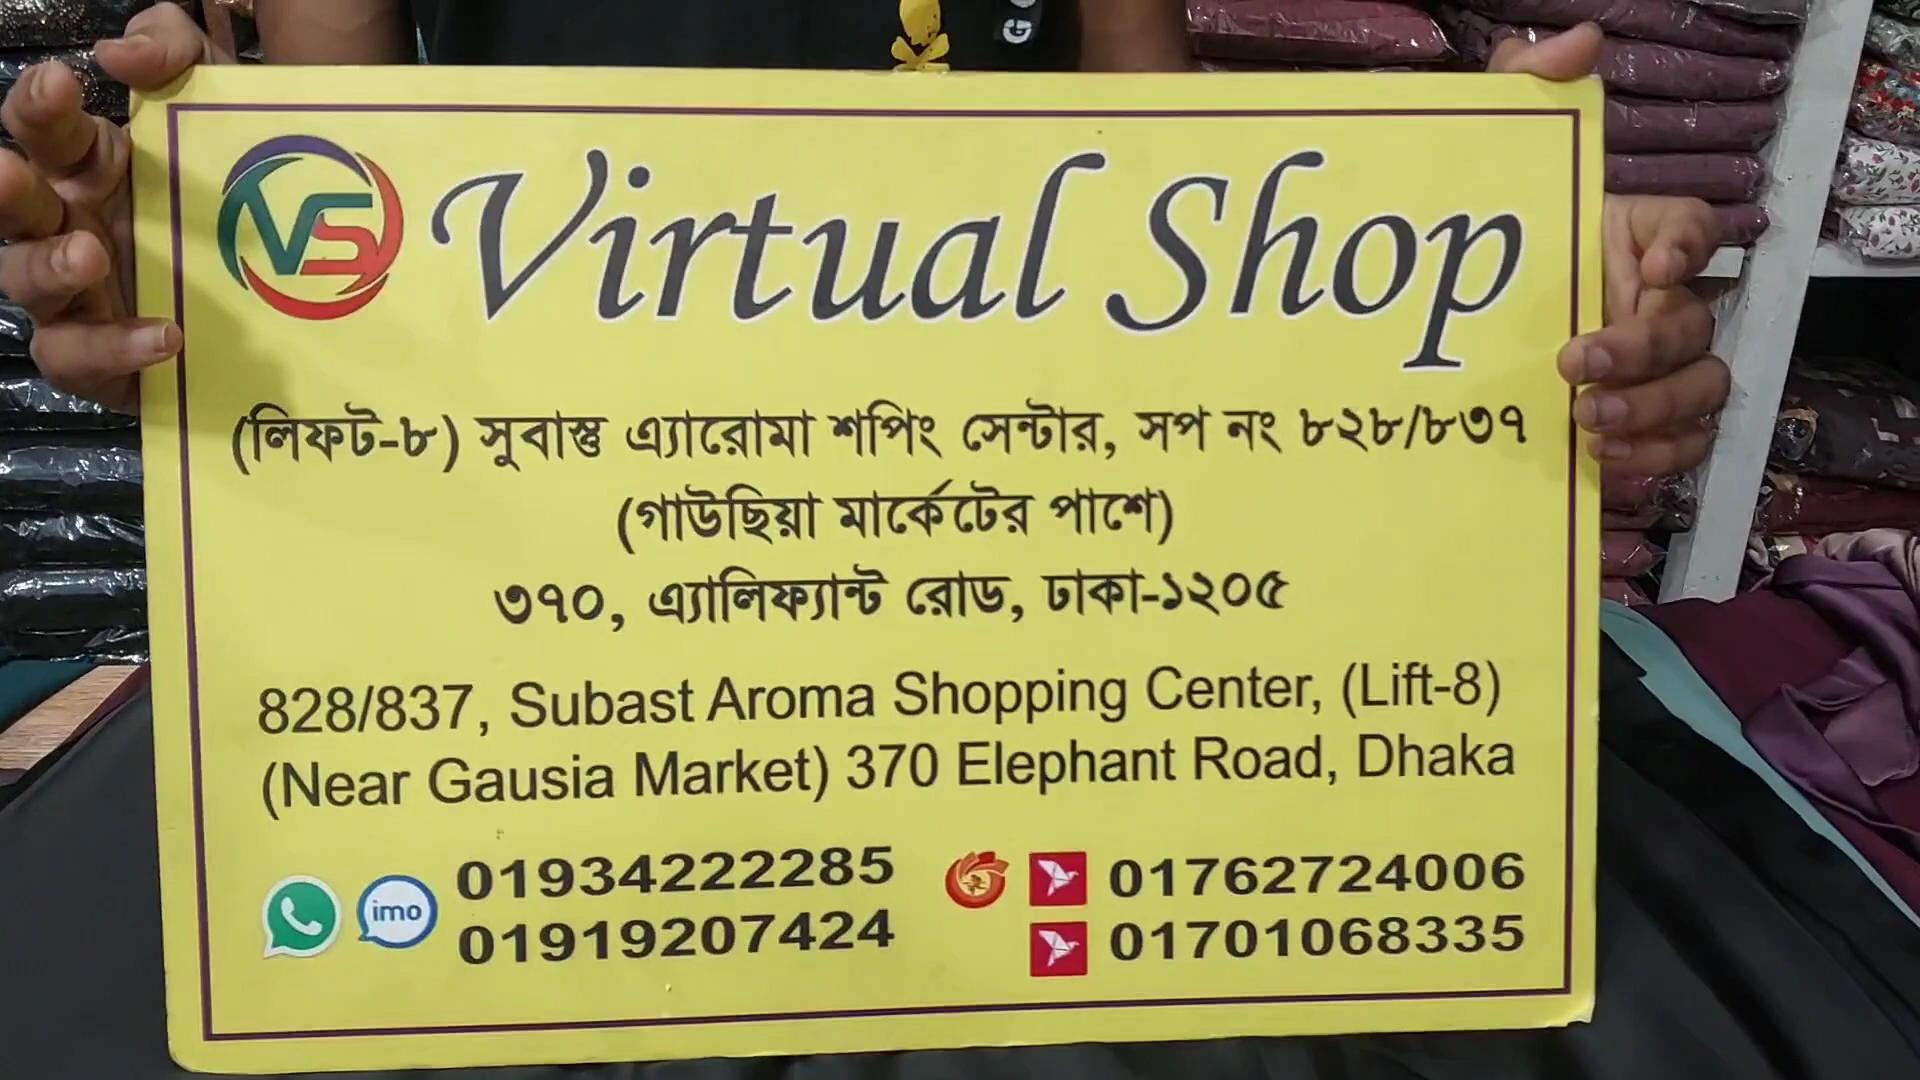 GO
VS Virtual Shop
(লিফট-৮) সুবাস্তু এ্যারোমা শপিং সেন্টার, সপ নং ৮২৮/৮৩৭
(গাউছিয়া মার্কেটের পাশে)
৩৭০, এ্যালিফ্যান্ট রোড, ঢাকা-১২০৫
828/837, Subast Aroma Shopping Center, (Lift-8)
(Near Gausia Market) 370 Elephant Road, Dhaka
imo 01934222285 01762724006
01919207424 01701068335